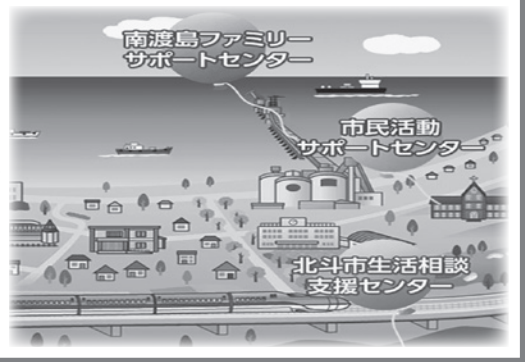 南渡島ファミリー
サポートセンター
市民活動
サポートセンター
北斗市生活相談
支援センター